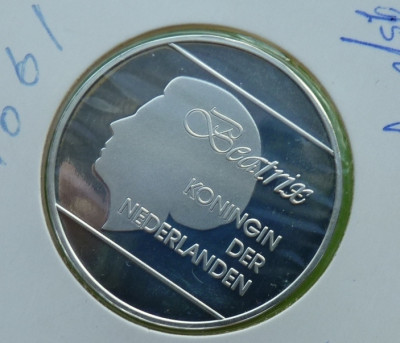 Beatrix
KONINGIN
DER
NEDERLANDEN